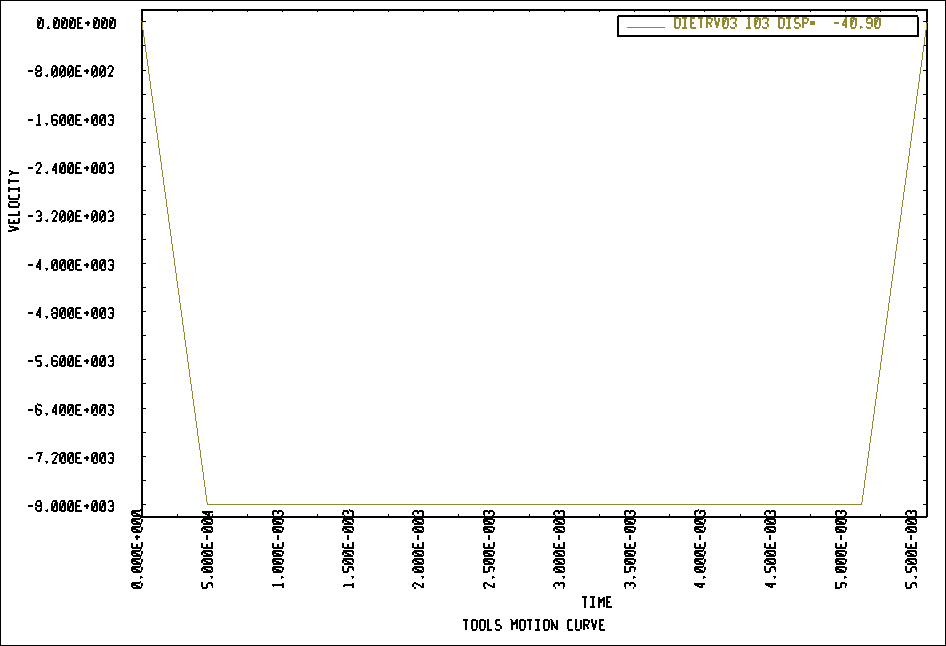 0.000E+000
DIETRV03 103 DISP= -40.90
-8.000E+002
-1.600E+003
-2.400E+003
VELOCITY
-3.200E+003
-4.000E+003
-4.800E+003
-5.600E+003
-6.400E+003
-7.200E+003
-8.000E+003
0.000E+000
5.000E-004
1.000E-003
1.500E-003
2.000E-003
2.500E-003
3.000E-003
3.500E-003
4.000E-003
4.500E-003
5.000E-003
5.500E-003
TIME
TOOLS MOTION CURVE